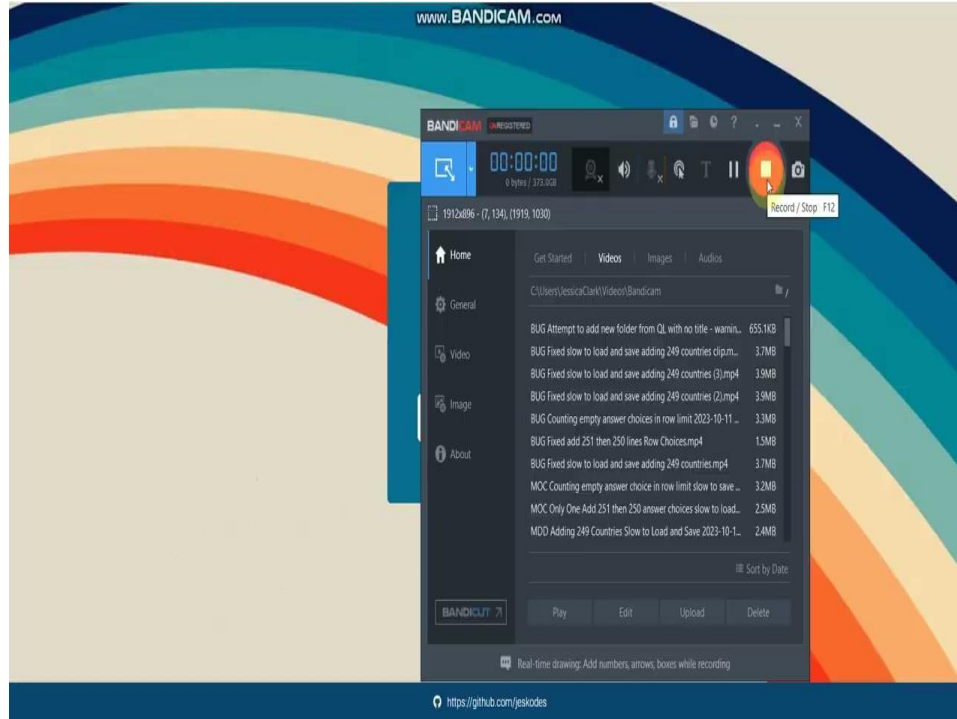 www.BANDICAM.COM
BANDICAM UNREGISTERED
?
00:00:00
0 bytes / 373.0GB
T
Record / Stop F12
1912x896 - (7, 134), (1919, 1030)
Home
Get Started Videos Images Audios
C:\Users\JessicaClark\Videos\Bandicam
General
BUG Attempt to add new folder from QL with no title - warnin... 655.1KB
BUG Fixed slow to load and save adding 249 countries clip.m... 3.7MB
Video
BUG Fixed slow to load and save adding 249 countries (3).mp4 3.9MB
BUG Fixed slow to load and save adding 249 countries (2).mp4 3.9MB
Image
BUG Counting empty answer choices in row limit 2023-10-11 ... 3.3MB
BUG Fixed add 251 then 250 lines Row Choices.mp4 1.5MB
About
BUG Fixed slow to load and save adding 249 countries.mp4 3.7MB
MOC Counting empty answer choice in row limit slow to save ... 3.2MB
MOC Only One Add 251 then 250 answer choices slow to load... 2.5MB
MDD Adding 249 Countries Slow to Load and Save 2023-10-1... 2.4MB
Sort by Date
BANDICUT
Play Edit Upload Delete
Real-time drawing: Add numbers, arrows, boxes while recording
https://github.com/jeskodes